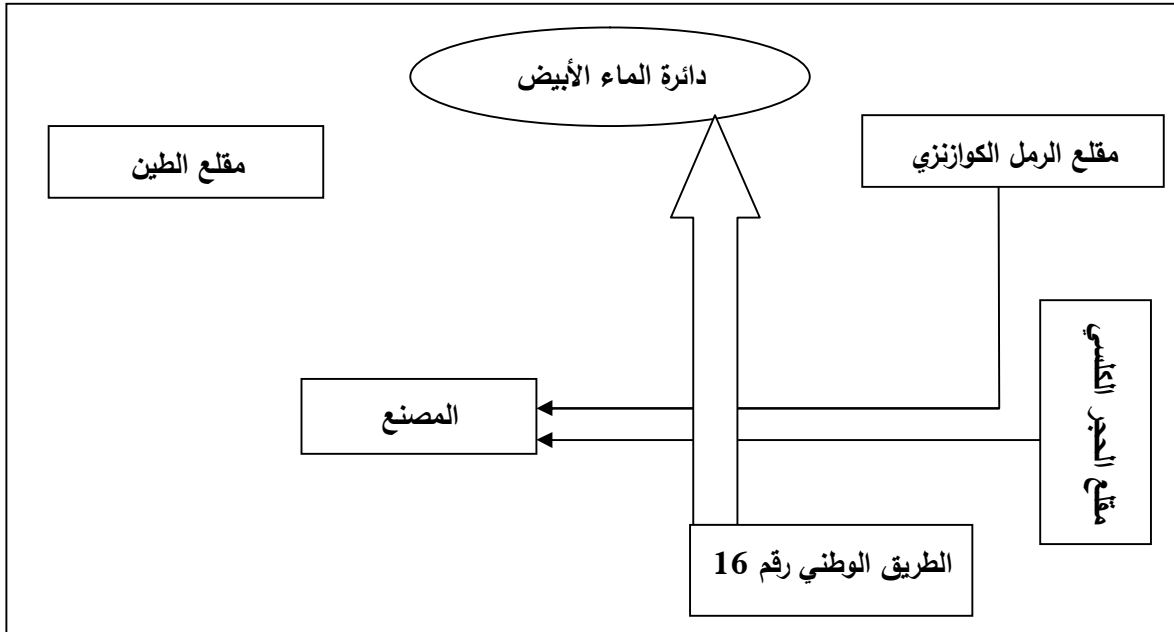 دائرة الماء الأبيض
مقلع الرمل الكوازنزي
مقلع الطين
مقلع الحجر الكلسي
المصنع
الطريق الوطني رقم 16